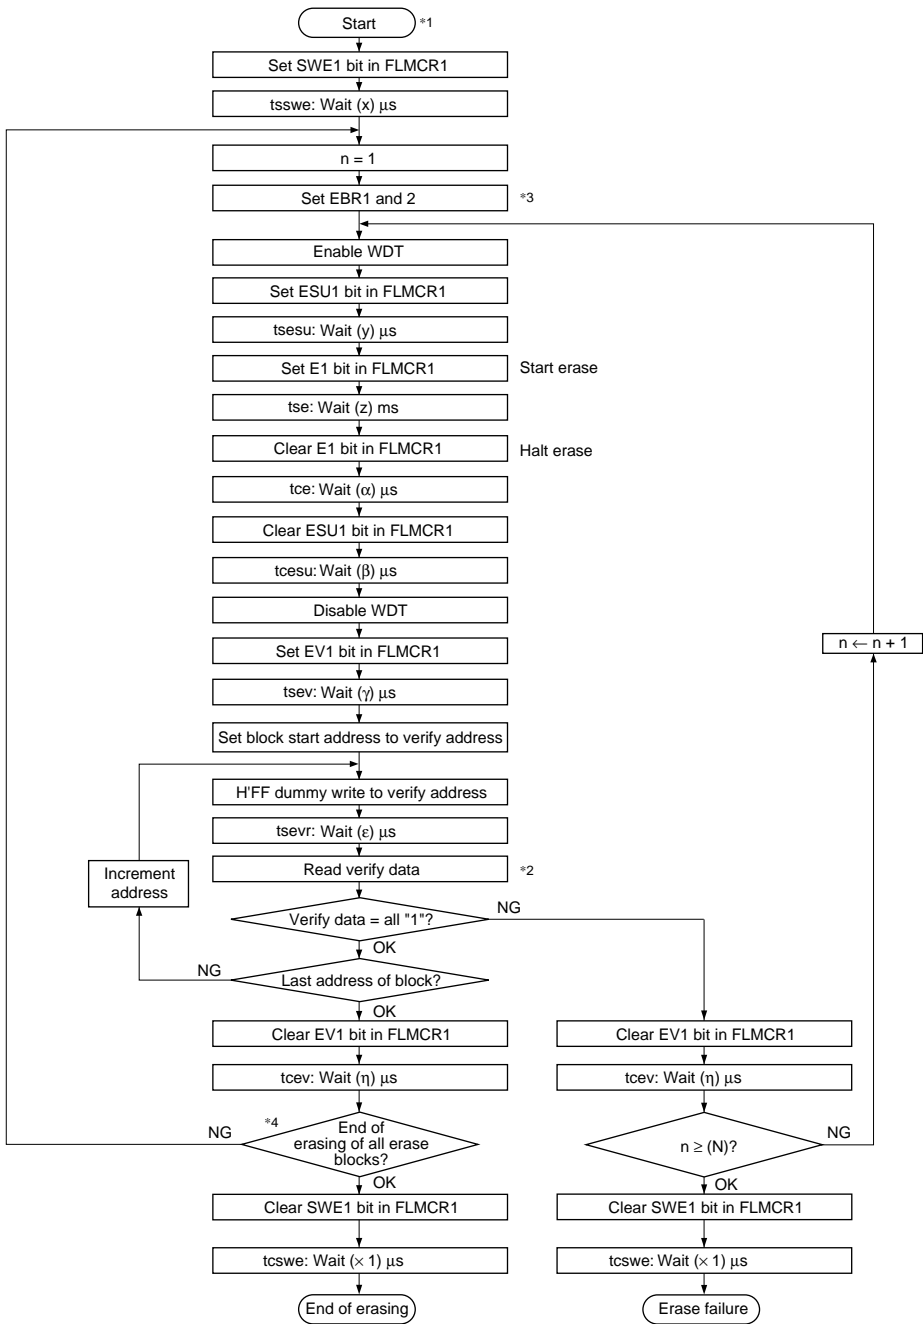 Start *1
Set SWE1 bit in FLMCR1
tsswe: Wait (x) μs
n = 1
Set EBR1 and 2 *3
Enable WDT
Set ESU1 bit in FLMCR1
tsesu: Wait (y) μs
Set E1 bit in FLMCR1 Start erase
tse: Wait (z) ms
Clear E1 bit in FLMCR1 Halt erase
tce: Wait (α) μs
Clear ESU1 bit in FLMCR1
tcesu: Wait (β) μs
Disable WDT
Set EV1 bit in FLMCR1
n ← n + 1
tsev: Wait (γ) μs
Set block start address to verify address
H'FF dummy write to verify address
tsevr: Wait (ε) μs
Read verify data *2
Increment
address
Verify data = all "1"? NG
OK
NG Last address of block?
OK
Clear EV1 bit in FLMCR1
Clear EV1 bit in FLMCR1
tcev: Wait (η) μs
tcev: Wait (η) μs
*4
NG
End of
erasing of all erase
blocks?
n ≥ (N)? NG
OK
OK
Clear SWE1 bit in FLMCR1
Clear SWE1 bit in FLMCR1
tcswe: Wait (× 1) μs
tcswe: Wait (× 1) μs
End of erasing
Erase failure